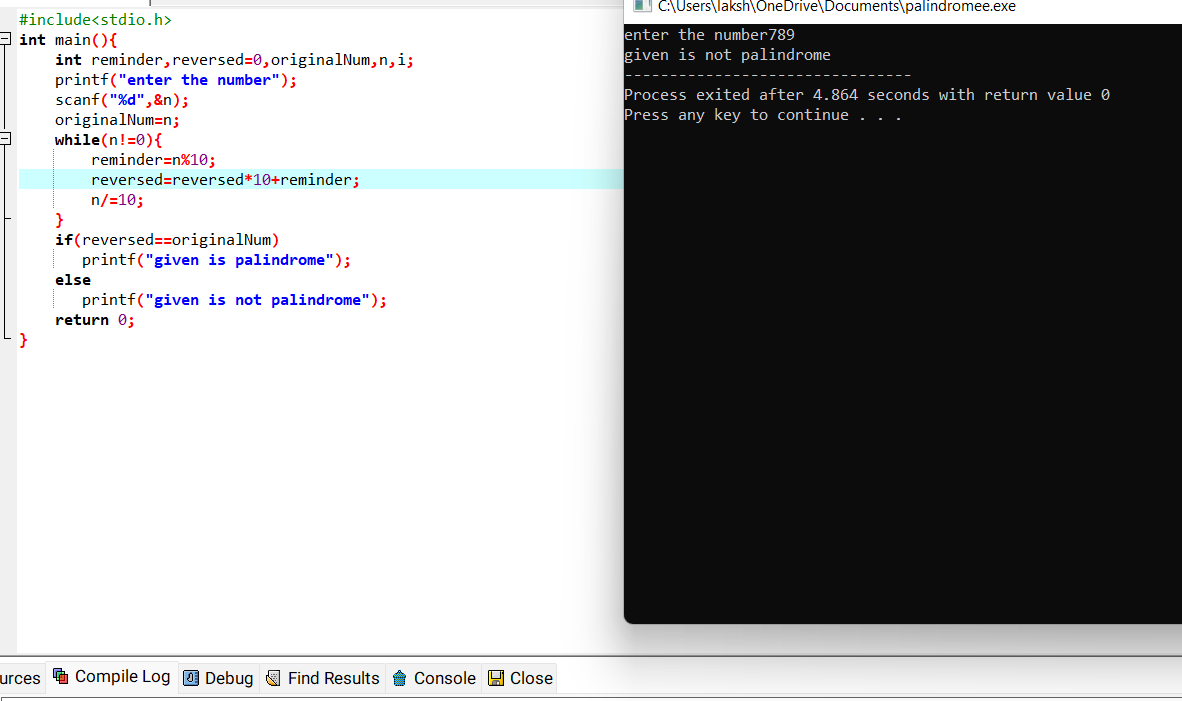 #include<stdio.h>
int main(){
int reminder,reversed=0,originalNum,n,i;
printf("enter the number");
scanf("%d",&n);
originalNum=n;
while(n!=0){
reminder=n%10;
reversed=reversed*10+reminder;
n/=10;
}
if(reversed==originalNum)
printf("given is palindrome");
else
printf("given is not palindrome");
return 0;
}
C:\Users\laksh\OneDrive\Documents\palindromee.exe
enter the number789
given is not palindrome
--------------------------------
Process exited after 4.864 seconds with return value 0
Press any key to continue . . .
urces Compile Log Debug Find Results Console Close